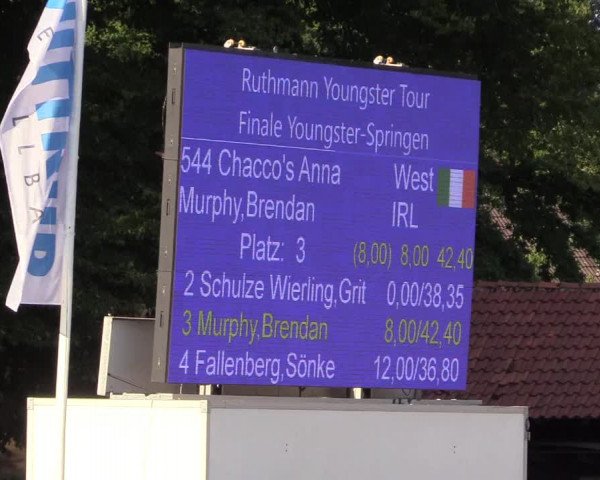 Ruthmann Youngster Tour
Finale Youngster-Springen
544 Chacco's Anna West
Murphy,Brendan IRL
Platz: 3 (8,00) 8,00 42,40
2 Schulze Wierling,Grit 0,00/38,35
3 Murphy,Brendan 8,00/42,40
4 Fallenberg,Sönke 12,00/36,80